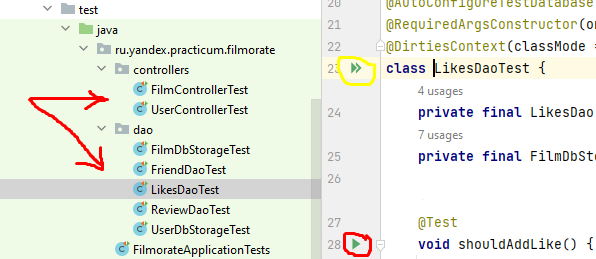 test
java
ru.yandex.practicum.filmorate
controllers
FilmControllerTest
UserControllerTest
dao
FilmDbStorageTest
FriendDaoTest
LikesDaoTest
ReviewDaoTest
UserDbStorageTest
FilmorateApplicationTests
20 @AutoConfigureTestDatabase
21 @RequiredArgsConstructor(on
22 @DirtiesContext(classMode =
23 class LikesDaoTest {
4 usages
24 private final LikesDao
7 usages
25 private final FilmDbSt
26
27 @Test
28 void shouldAddLike() {